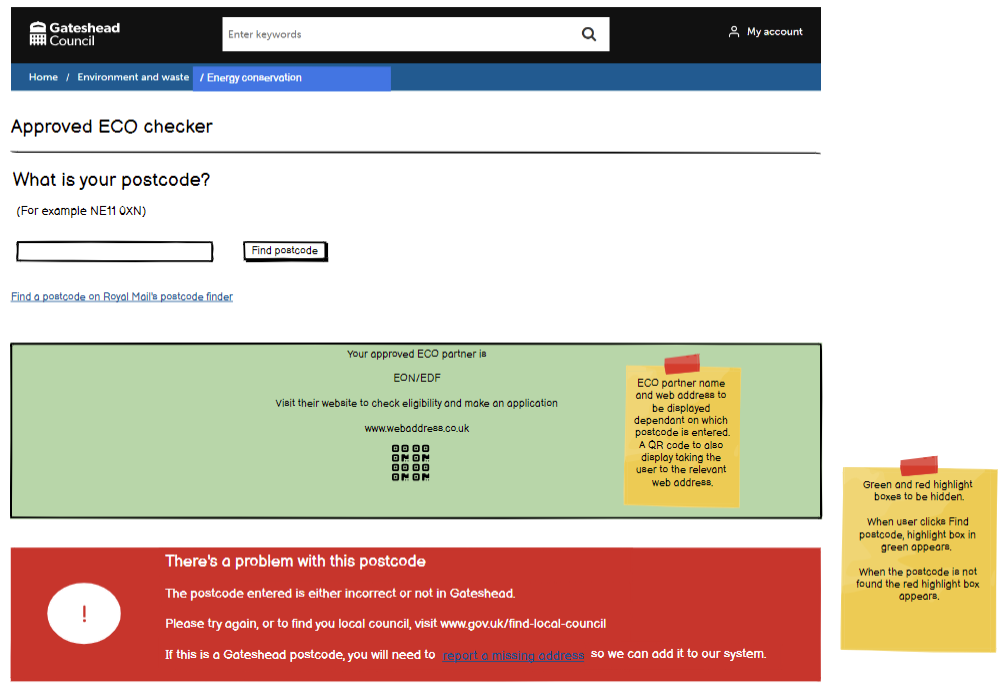 Gateshead
Council
Enter keywords
My account
Home / Environment and waste / Energy conservation
Approved ECO checker
What is your postcode?
(For example NE11 0XN)
Find postcode
Find a postcode on Royal Mail's postcode finder
Your approved ECO partner is
EON/EDF
Visit their website to check eligibility and make an application
www.webaddress.co.uk
ECO partner name
and web address to
be displayed
dependant on which
postcode is entered.
A QR code to also
display taking the
user to the relevant
web address.
Green and red highlight
boxes to be hidden.
When user clicks Find
postcode, highlight box in
green appears.
When the postcode is not
found the red highlight box
appears.
There's a problem with this postcode
!
The postcode entered is either incorrect or not in Gateshead.
Please try again, or to find you local council, visit www.gov.uk/find-local-council
If this is a Gateshead postcode, you will need to report a missing address so we can add it to our system.